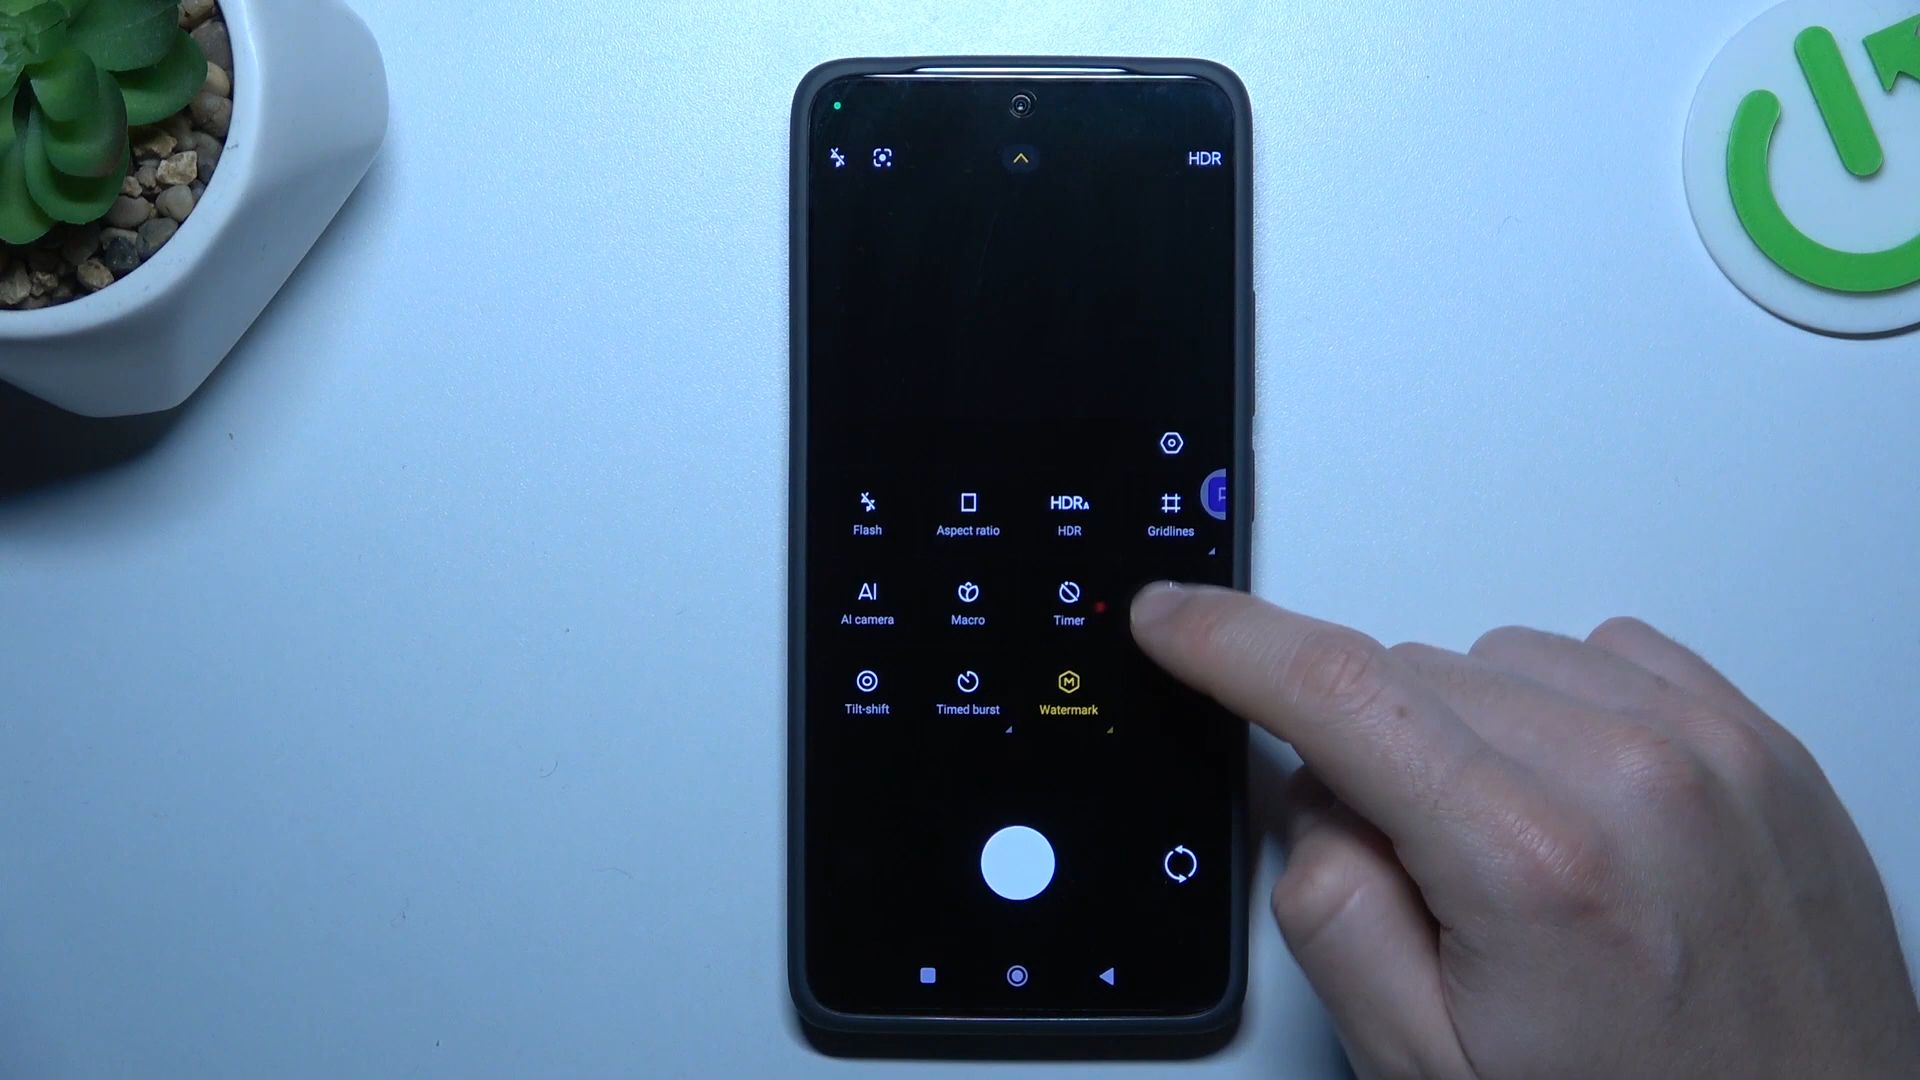 HDR
Flash
Aspect ratio
HDRA
HDR
Gridlines
AI
AI camera
Macro
Timer
Tilt-shift
Timed burst
M
Watermark